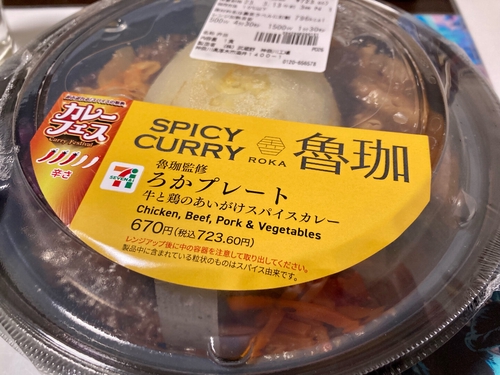 0120-956579
カレー
フェス
Curry Festival
辛さ
SPICY
CURRY
ROKA
魯珈
魯珈監修
ろかプレート
牛と鶏のあいがけスパイスカレー
Chicken, Beef, Pork & Vegetables
670円(税込723.60円)
レンジアップ後に中の容器を注意して取り出してください。
製品中に含まれている粒状のものはスパイス由来です。